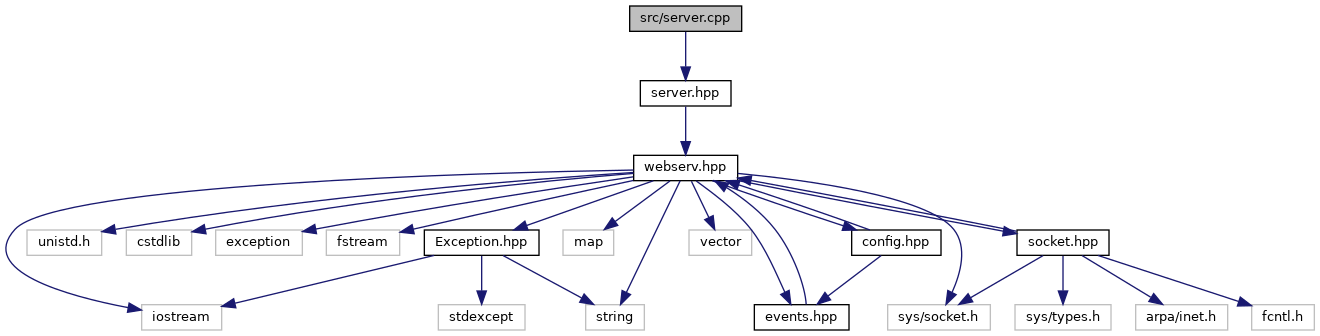 src/server.cpp
server.hpp
webserv.hpp
unistd.h
cstdlib
exception
fstream
Exception.hpp
map
vector
config.hpp
socket.hpp
iostream
stdexcept
string
events.hpp
sys/socket.h
sys/types.h
arpa/inet.h
fcntl.h